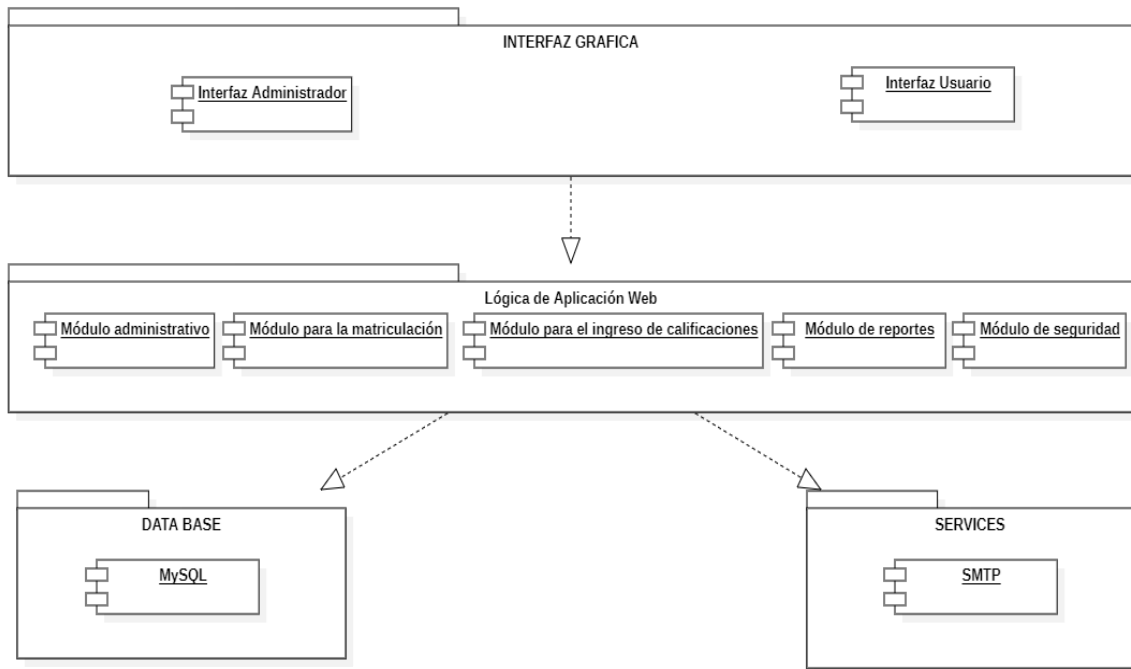 INTERFAZ GRAFICA
Interfaz Administrador
Interfaz Usuario
Lógica de Aplicación Web
Módulo administrativo
Módulo para la matriculación
Módulo para el ingreso de calificaciones
Módulo de reportes
Módulo de seguridad
DATA BASE
MySQL
SERVICES
SMTP